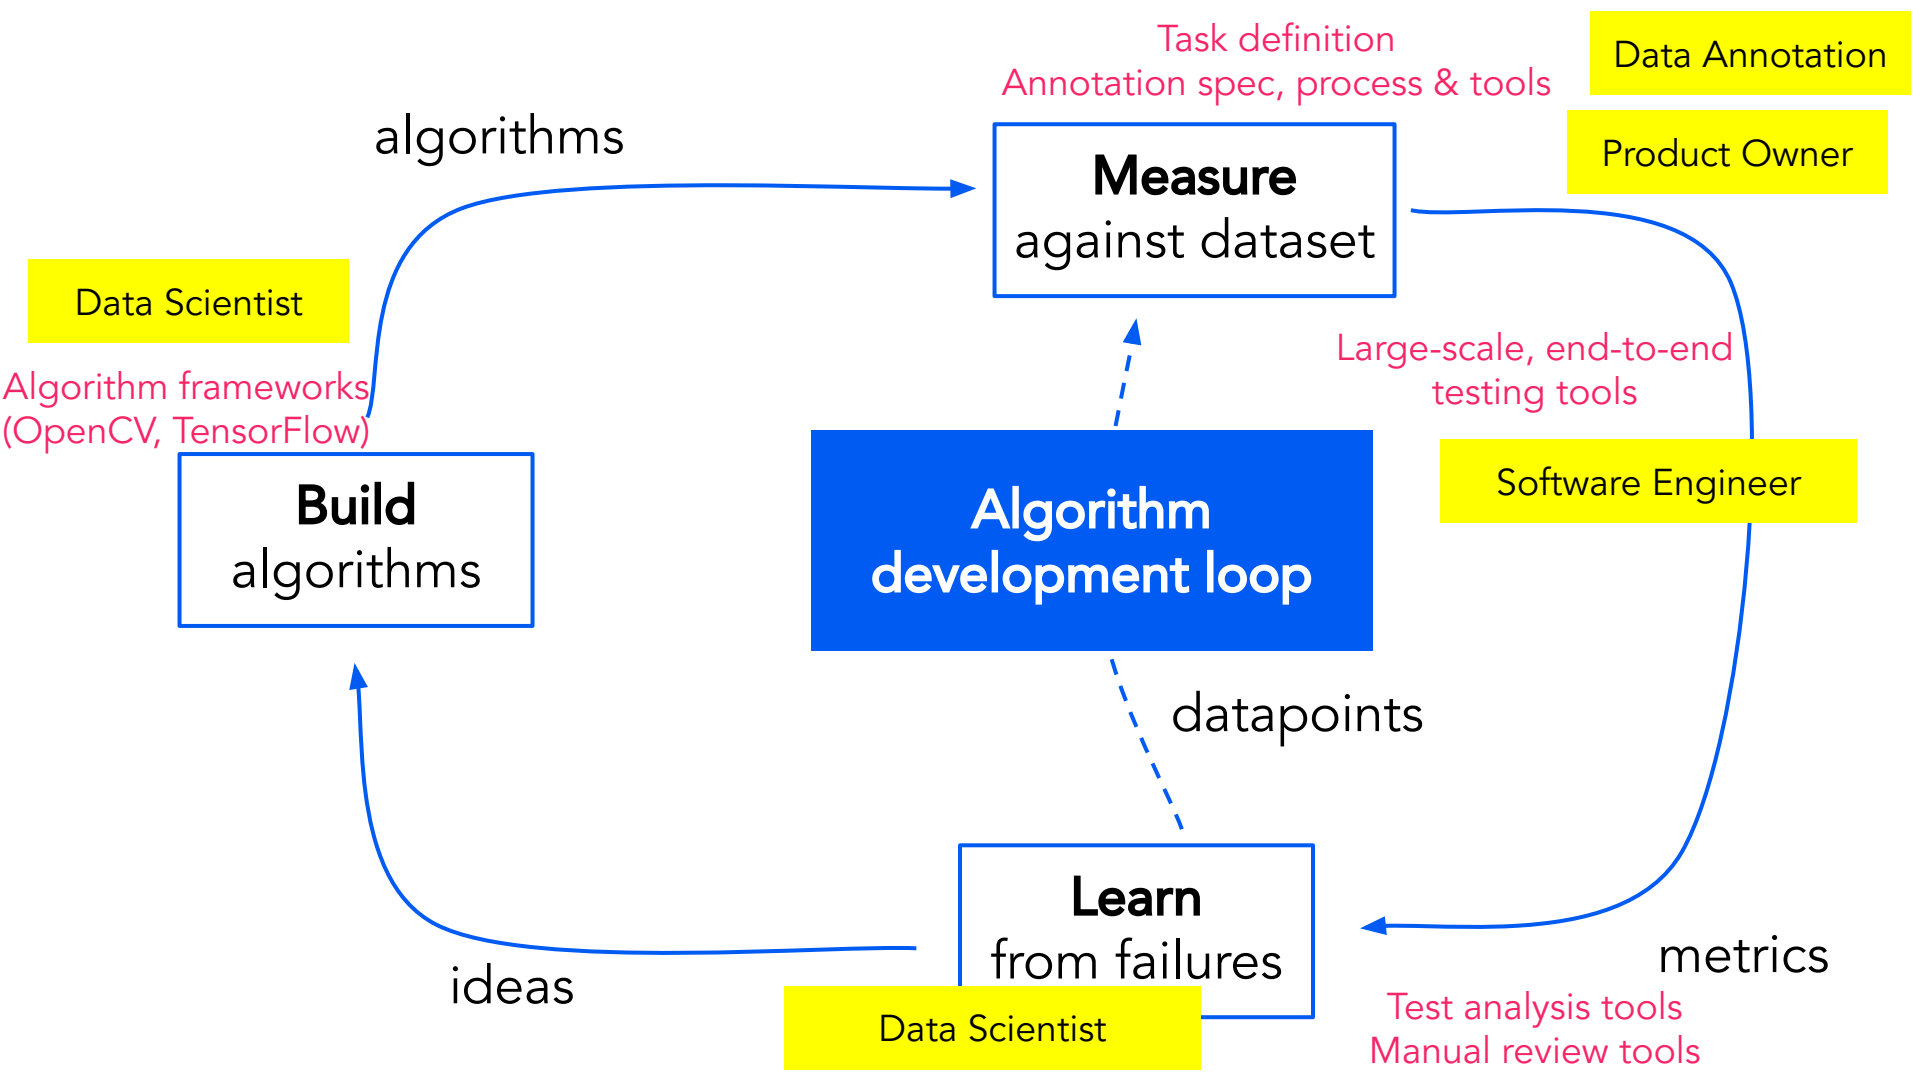 Task definition
Annotation spec, process & tools
Data Annotation
Product Owner
algorithms
Measure
against dataset
Data Scientist
Algorithm frameworks
(OpenCV, TensorFlow)
Large-scale, end-to-end
testing tools
Software Engineer
Build
algorithms
Algorithm
development loop
datapoints
Learn
from failures
ideas
metrics
Data Scientist
Test analysis tools
Manual review tools